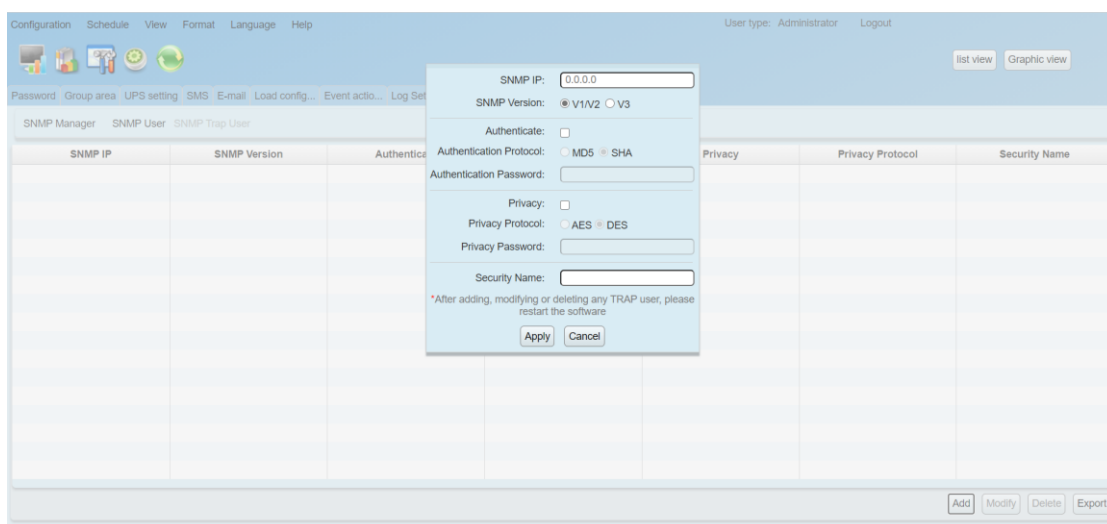 Configuration Schedule View Format Language Help User type: Administrator Logout
list view Graphic view
Password Group area UPS setting SMS E-mail Load config... Event actio... Log Set
SNMP Manager SNMP User SNMP Trap User
SNMP IP SNMP Version Authentica Privacy Privacy Protocol Security Name
SNMP IP: 0.0.0.0
SNMP Version: V1/V2 V3
Authenticate:
Authentication Protocol: MD5 SHA
Authentication Password:
Privacy:
Privacy Protocol: AES DES
Privacy Password:
Security Name:
*After adding, modifying or deleting any TRAP user, please
restart the software
Apply Cancel
Add Modify Delete Export